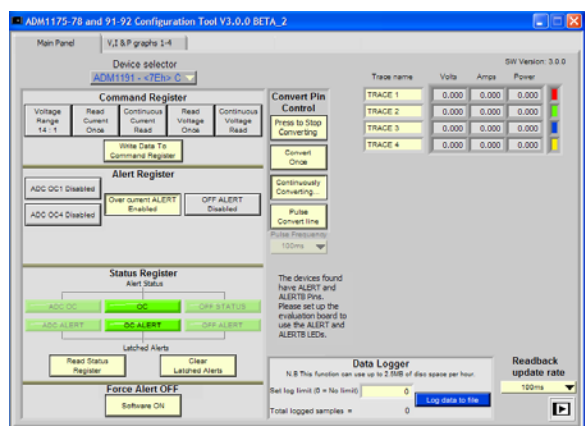 ADM1175-78 and 91-92 Configuration Tool V3.0.0 BETA_2
Main Panel
V,I &P graphs 1-4
Device selector
ADM1191 - <7Eh> C
SW Version: 3.0.0
Command Register
Voltage Range 14 : 1
Read Current Once
Continuous Current Read
Read Voltage Once
Continuous Voltage Read
Write Data To
Command Register
Alert Register
ADC OC1 Disabled
Over current ALERT Enabled
OFF ALERT Disabled
ADC OC4 Disabled
Status Register
Alert Status
ADC OC
OC
OFF STATUS
ADC ALERT
OC ALERT
OFF ALERT
Latched Alerts
Read Status Register
Clear Latched Alerts
Force Alert OFF
Software ON
Convert Pin
Control
Press to Stop Converting
Convert Once
Continuously Converting...
Pulse Convert line
Pulse Frequency
100ms
Trace name Volts Amps Power
TRACE 1 0.000 0.000 0.000
TRACE 2 0.000 0.000 0.000
TRACE 3 0.000 0.000 0.000
TRACE 4 0.000 0.000 0.000
The devices found
have ALERT and
ALERTB Pins.
Please set up the
evaluation board to
use the ALERT and
ALERTB LEDs.
Data Logger
N.B This function can use up to 2.5MB of disc space per hour.
Set log limit (0 = No limit) 0
Log data to file
Total logged samples = 0
Readback
update rate
100ms